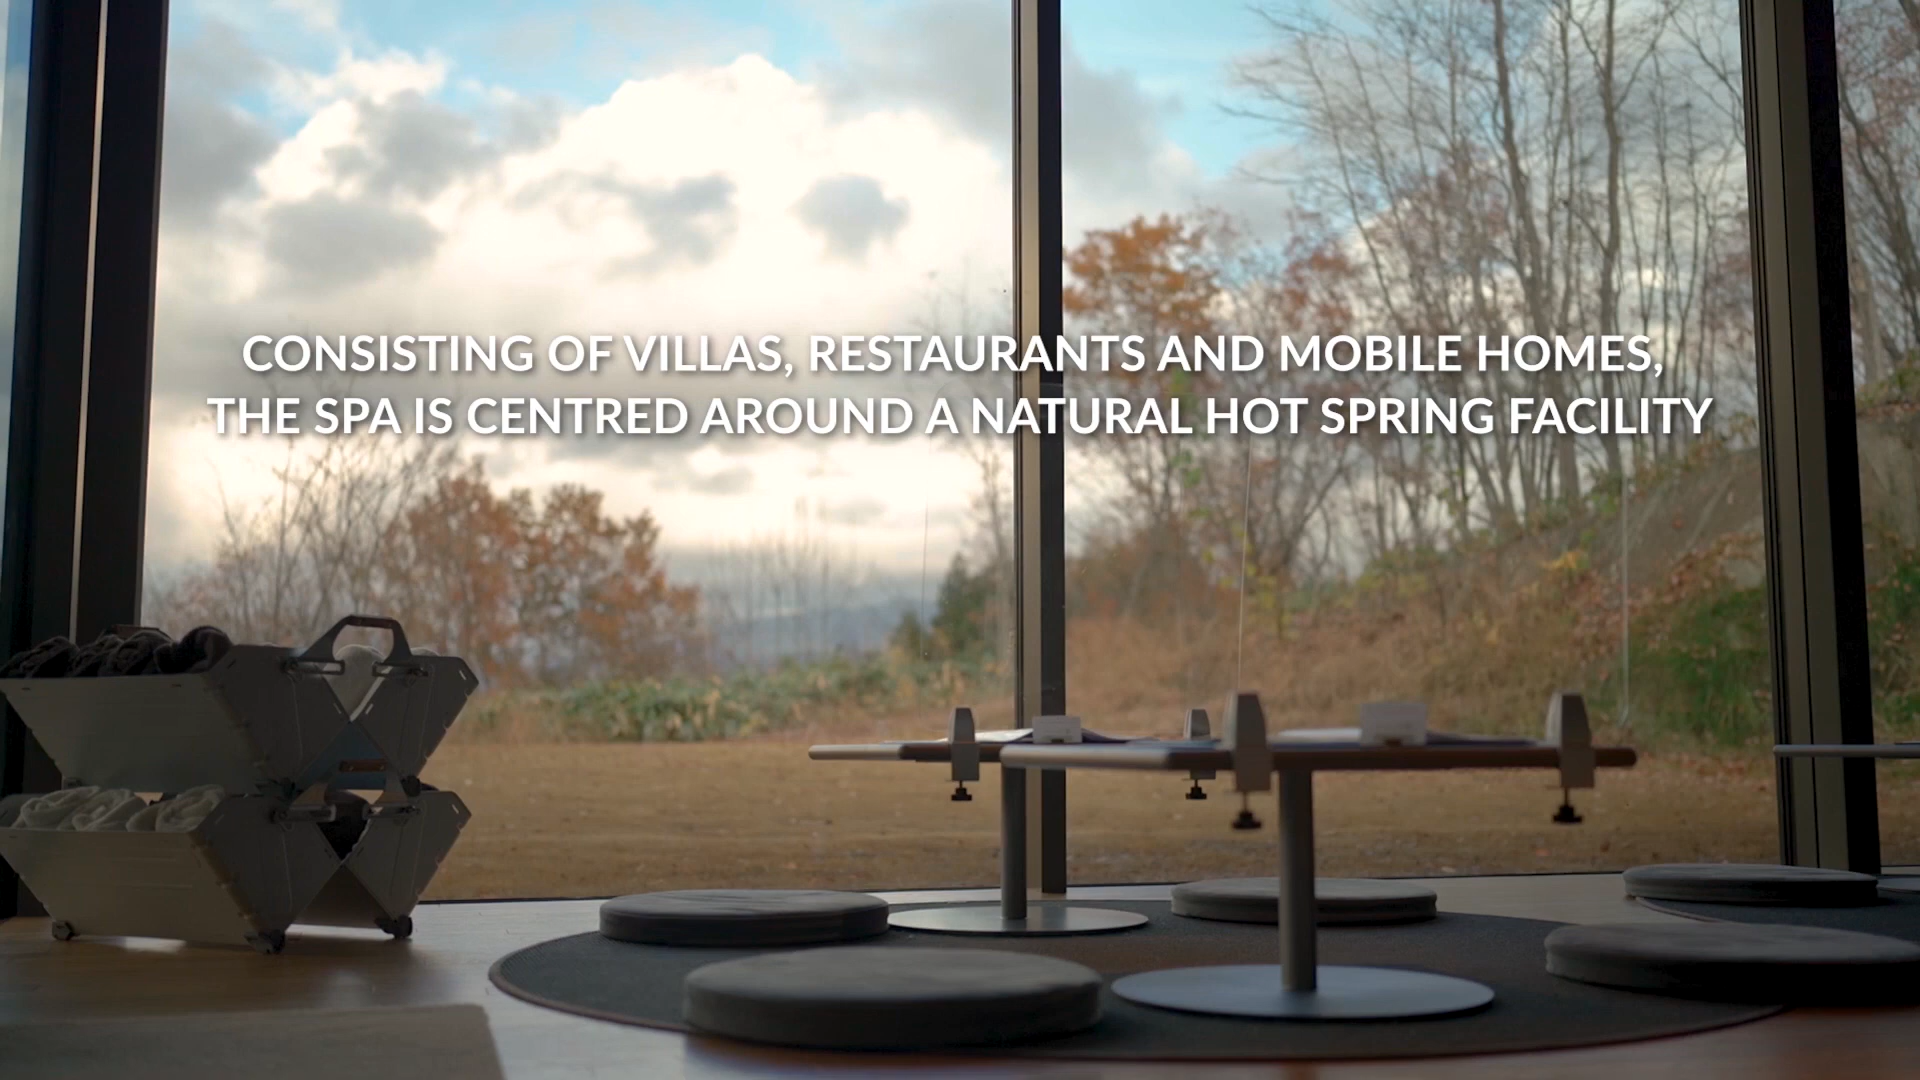 CONSISTING OF VILLAS, RESTAURANTS AND MOBILE HOMES,
THE SPA IS CENTRED AROUND A NATURAL HOT SPRING FACILITY